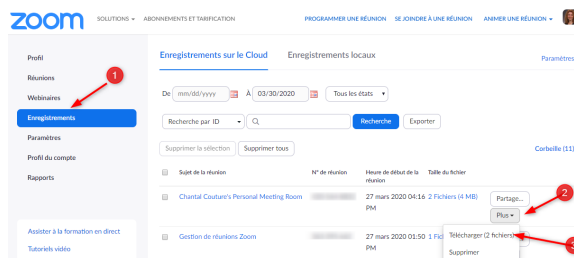 zoom SOLUTIONS ABONNEMENTS ET TARIFICATION PROGRAMMER UNE RÉUNION SE JOINDRE À UNE RÉUNION ANIMER UNE RÉUNION
Profil
Réunions
Webinaires
Enregistrements
Paramètres
Profil du compte
Rapports
Assister à la formation en direct
Tutoriels vidéo
Enregistrements sur le Cloud Enregistrements locaux Paramètres
De mm/dd/yyyy À 03/30/2020 Tous les états
Recherche par ID Recherche Exporter
Supprimer la sélection Supprimer tous Corbeille (11)
Sujet de la réunion N° de réunion Heure de début de la réunion Taille du fichier
Chantal Couture's Personal Meeting Room 27 mars 2020 04:16 PM 2 Fichiers (4 MB) Partage...
Plus
Gestion de réunions Zoom 27 mars 2020 01:50 PM 1
Télécharger (2 fichiers)
Supprimer
1
2
3